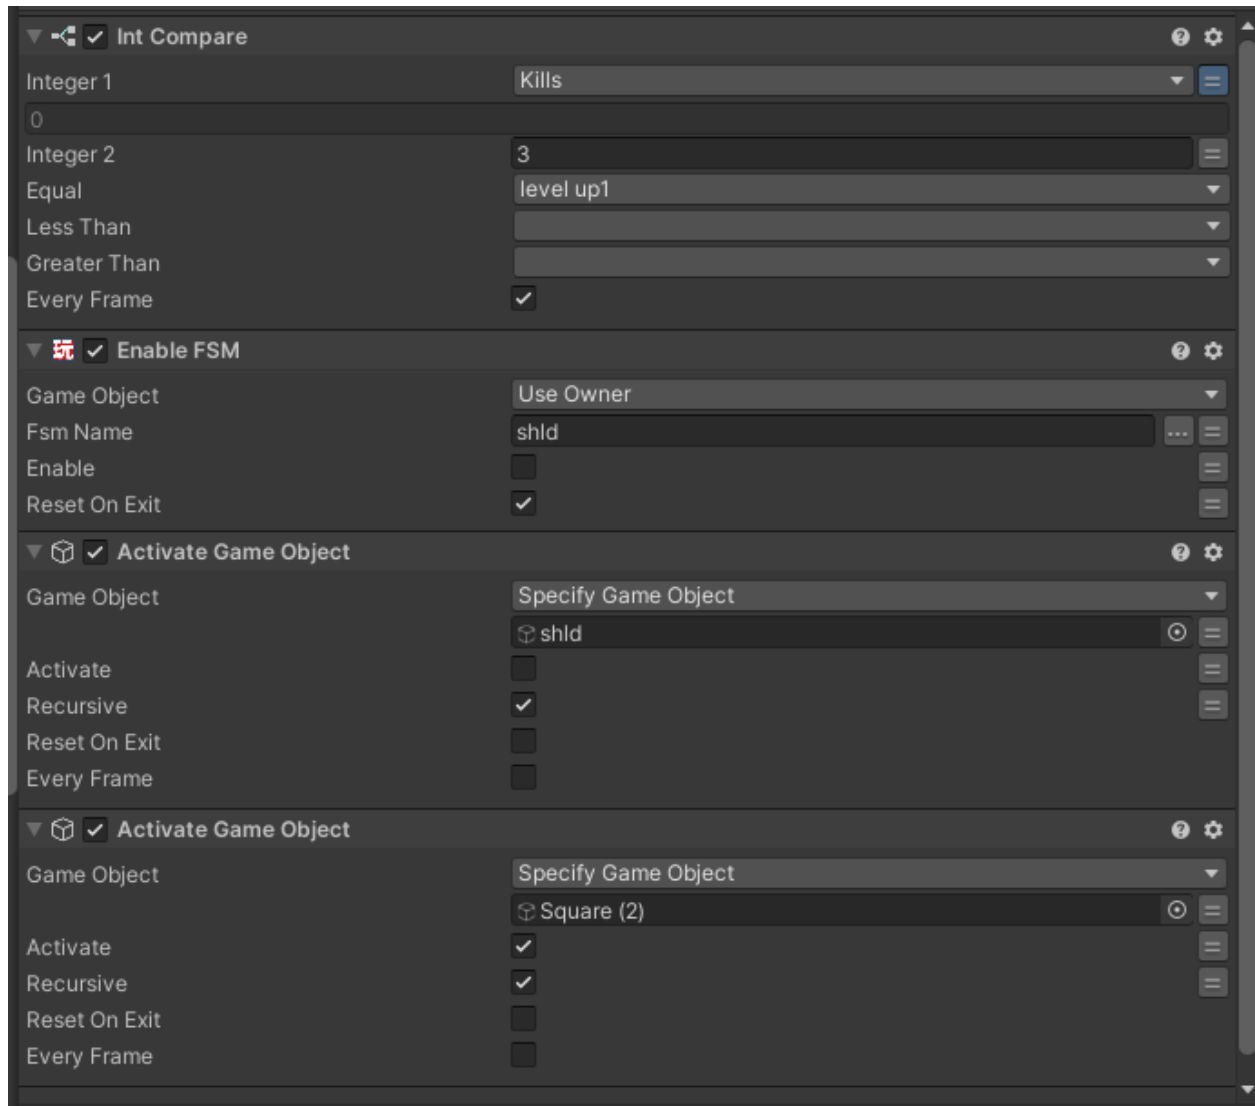 Int Compare
Integer 1 Kills
0
Integer 2 3
Equal level up1
Less Than
Greater Than
Every Frame
玩 Enable FSM
Game Object Use Owner
Fsm Name shld ...
Enable
Reset On Exit
Activate Game Object
Game Object Specify Game Object
shld
Activate
Recursive
Reset On Exit
Every Frame
Activate Game Object
Game Object Specify Game Object
Square (2)
Activate
Recursive
Reset On Exit
Every Frame